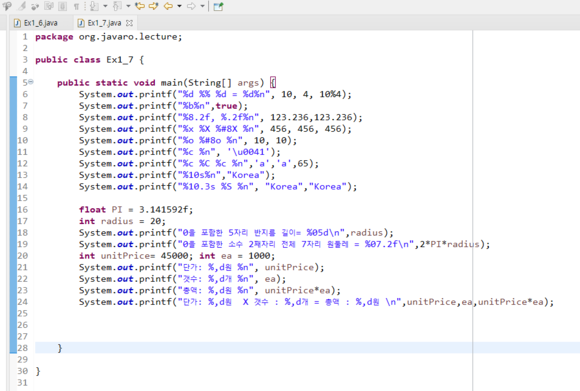 Ex1_6.java
Ex1_7.java
1 package org.javaro.lecture;
2
3 public class Ex1_7 {
4
5 public static void main(String[] args) {
6 System.out.printf("%d %% %d = %d%n", 10, 4, 10%4);
7 System.out.printf("%b%n",true);
8 System.out.printf("%8.2f, %.2f%n", 123.236,123.236);
9 System.out.printf("%x %X %#8X %n", 456, 456, 456);
10 System.out.printf("%o %#8o %n", 10, 10);
11 System.out.printf("%c %n", '\u0041');
12 System.out.printf("%c %C %c %n",'a','a',65);
13 System.out.printf("%10s%n","Korea");
14 System.out.printf("%10.3s %S %n", "Korea","Korea");
15
16 float PI = 3.141592f;
17 int radius = 20;
18 System.out.printf("0을 포함한 5자리 반지름 길이= %05d\n",radius);
19 System.out.printf("0을 포함한 소수 2째자리 전체 7자리 원둘레 = %07.2f\n",2*PI*radius);
20 int unitPrice= 45000; int ea = 1000;
21 System.out.printf("단가: %,d원 %n", unitPrice);
22 System.out.printf("갯수: %,d개 %n", ea);
23 System.out.printf("총액: %,d원 %n", unitPrice*ea);
24 System.out.printf("단가: %,d원  X 갯수 : %,d개 = 총액 : %,d원 \n",unitPrice,ea,unitPrice*ea);
25
26
27
28 }
29
30 }
31